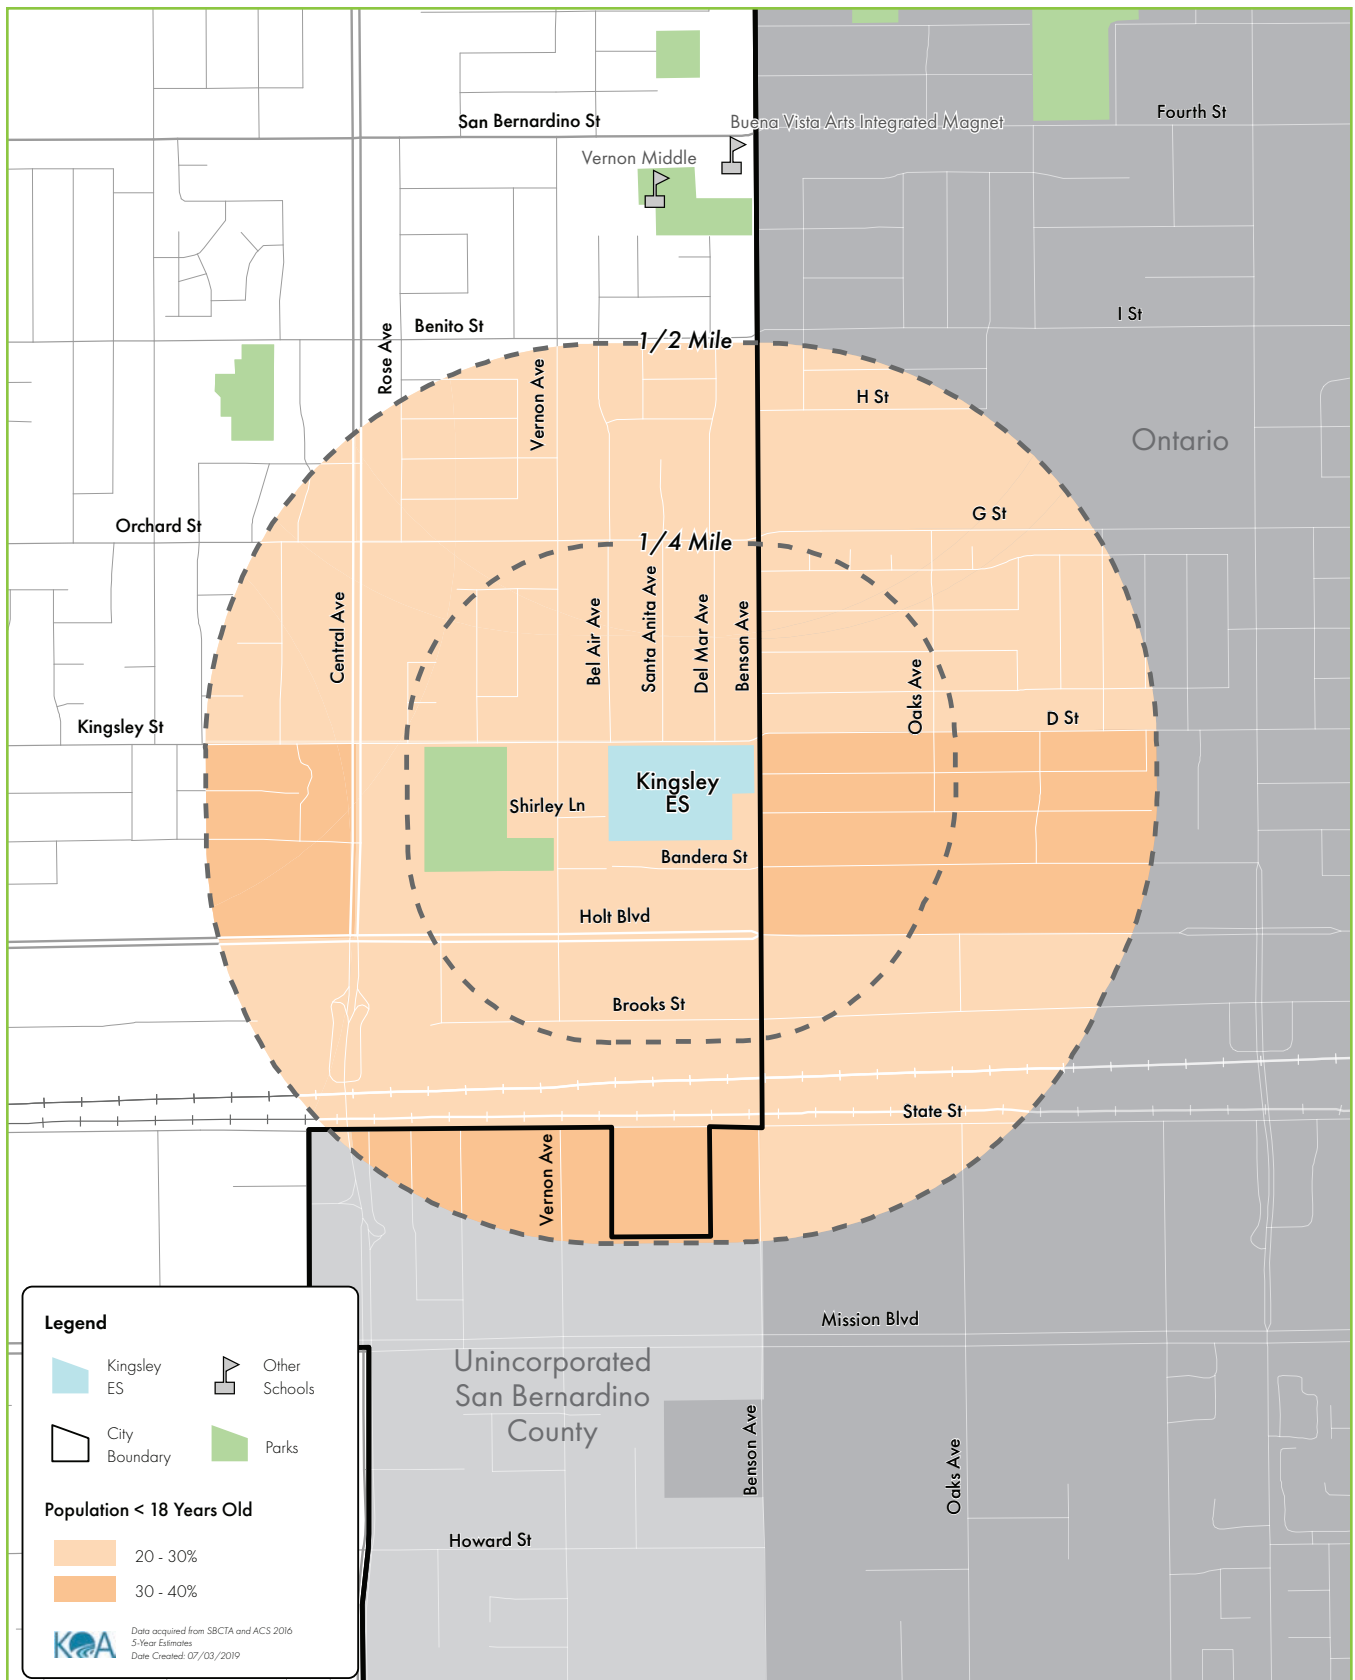 San Bernardino St
Buena Vista Arts Integrated Magnet
Fourth St
Vernon Middle
I St
Benito St
1/2 Mile
Rose Ave
Vernon Ave
H St
Ontario
G St
Orchard St
1/4 Mile
Central Ave
Bel Air Ave
Santa Anita Ave
Del Mar Ave
Benson Ave
Oaks Ave
D St
Kingsley St
Kingsley
ES
Shirley Ln
Bandera St
Holt Blvd
Brooks St
State St
Vernon Ave
Mission Blvd
Unincorporated
San Bernardino
County
Benson Ave
Oaks Ave
Howard St
Legend
Kingsley
ES
Other
Schools
City
Boundary
Parks
Population < 18 Years Old
20 - 30%
30 - 40%
KOA
Data acquired from SBCTA and ACS 2016
5-Year Estimates
Date Created: 07/03/2019